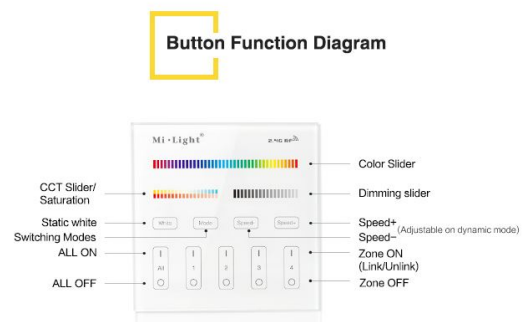 Button Function Diagram
Mi·Light®
2.4G RF
Color Slider
CCT Slider/
Saturation
Dimming slider
Static white
White
Mode
Speed-
Speed+
Speed+
(Adjustable on dynamic mode)
Switching Modes
Speed−
ALL ON
Zone ON
(Link/Unlink)
All
1
2
3
4
ALL OFF
Zone OFF